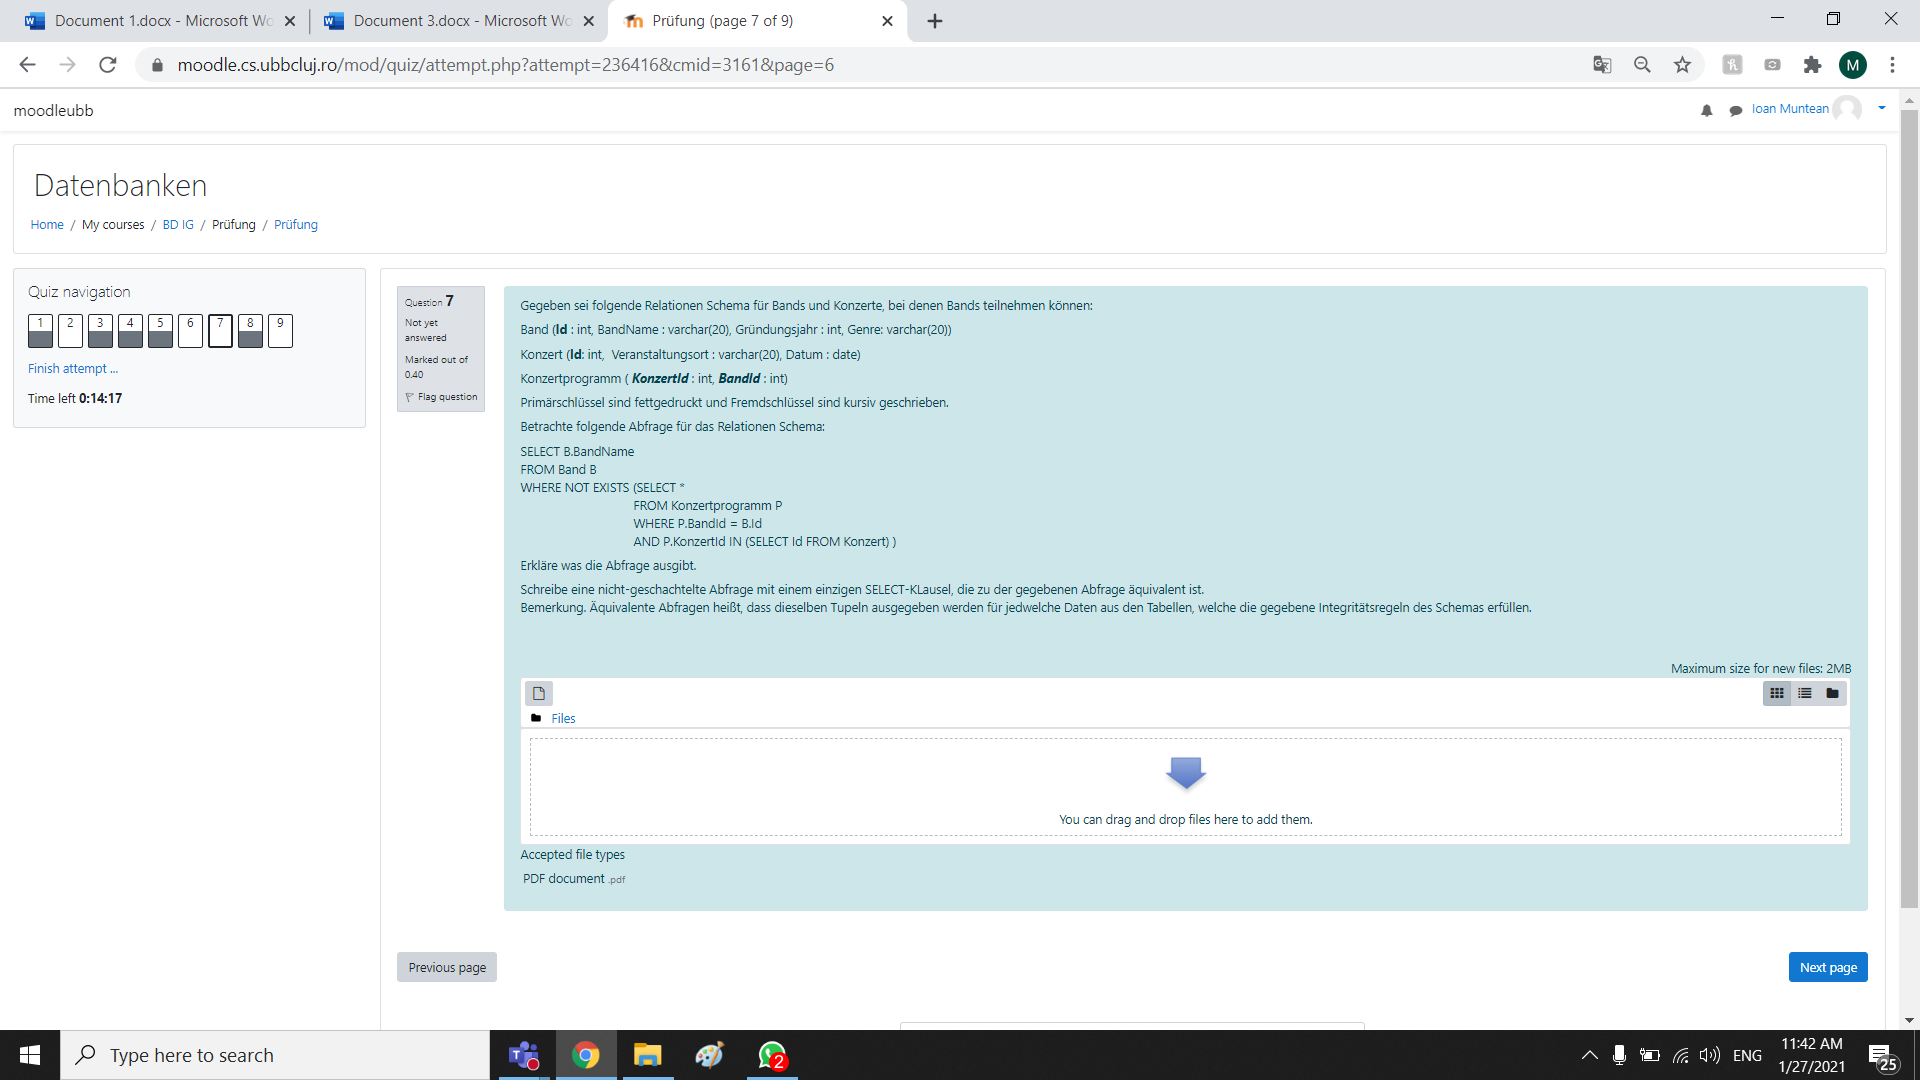 Document 1.docx - Microsoft Wo
Document 3.docx - Microsoft Wo
Prüfung (page 7 of 9)
moodle.cs.ubbcluj.ro/mod/quiz/attempt.php?attempt=236416&cmid=3161&page=6
M
moodleubb
Ioan Muntean
Datenbanken
Home / My courses / BD IG / Prüfung / Prüfung
Quiz navigation
1 2 3 4 5 6 7 8 9
Finish attempt ...
Time left 0:14:17
Question 7
Not yet
answered
Marked out of
0.40
Flag question
Gegeben sei folgende Relationen Schema für Bands und Konzerte, bei denen Bands teilnehmen können:
Band (Id : int, BandName : varchar(20), Gründungsjahr : int, Genre: varchar(20))
Konzert (Id: int, Veranstaltungsort : varchar(20), Datum : date)
Konzertprogramm ( KonzertId : int, BandId : int)
Primärschlüssel sind fettgedruckt und Fremdschlüssel sind kursiv geschrieben.
Betrachte folgende Abfrage für das Relationen Schema:
SELECT B.BandName
FROM Band B
WHERE NOT EXISTS (SELECT *
FROM Konzertprogramm P
WHERE P.BandId = B.Id
AND P.KonzertId IN (SELECT Id FROM Konzert) )
Erkläre was die Abfrage ausgibt.
Schreibe eine nicht-geschachtelte Abfrage mit einem einzigen SELECT-KLausel, die zu der gegebenen Abfrage äquivalent ist.
Bemerkung. Äquivalente Abfragen heißt, dass dieselben Tupeln ausgegeben werden für jedwelche Daten aus den Tabellen, welche die gegebene Integritätsregeln des Schemas erfüllen.
Maximum size for new files: 2MB
Files
You can drag and drop files here to add them.
Accepted file types
PDF document .pdf
Previous page
Next page
Type here to search
2
ENG
11:42 AM
1/27/2021
25